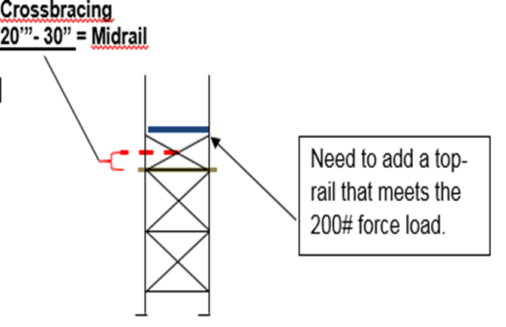 Crossbracing
20”’- 30” = Midrail
Need to add a top-
rail that meets the
200# force load.